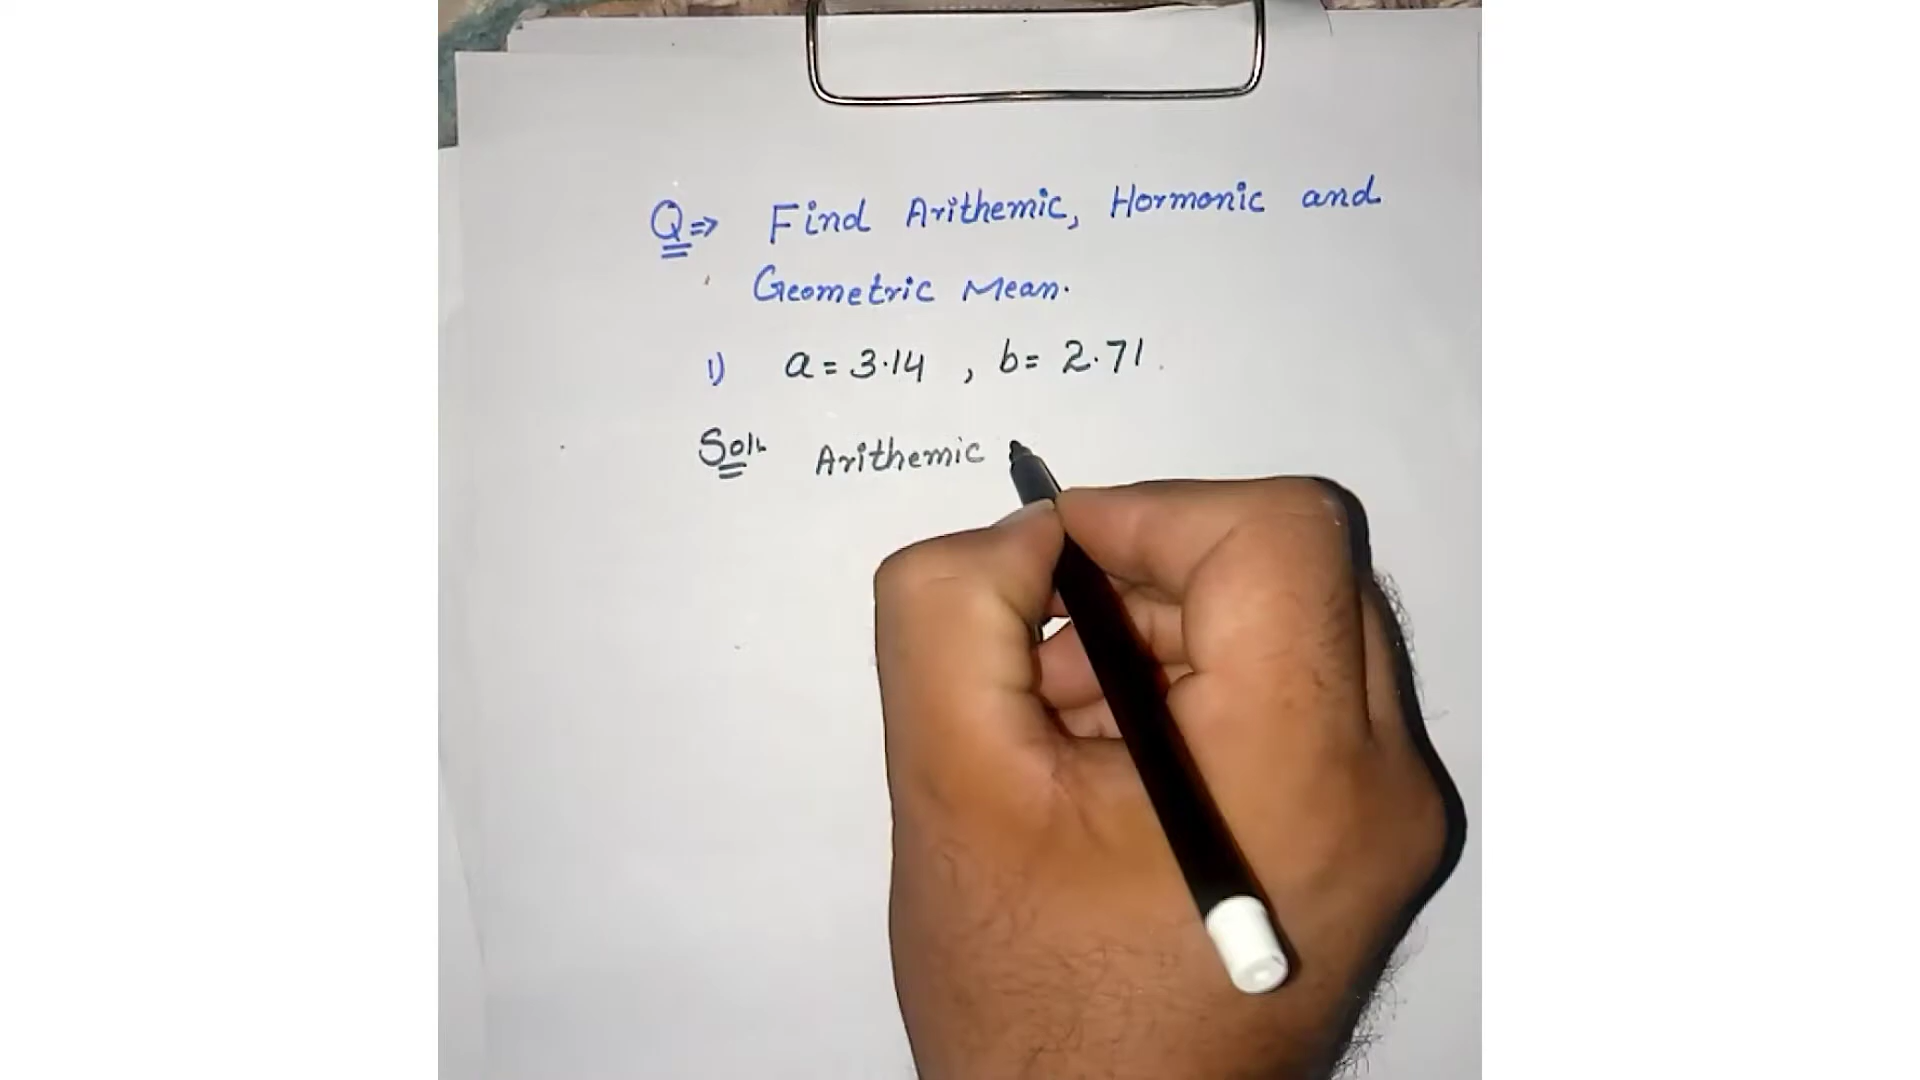 Q⇒ Find Arithemic, Hormonic and
Geometric Mean.
1) a = 3.14 , b = 2.71
Soln Arithemic